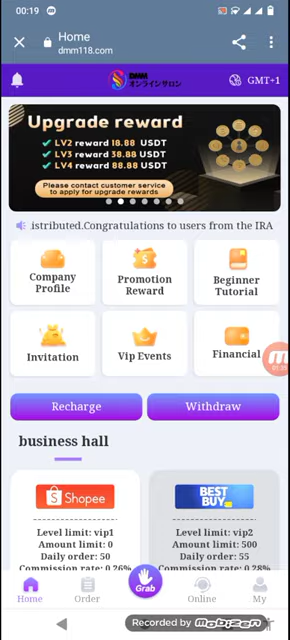 00:19
Home
dmm118.com
DMM
オンラインサロン
GMT+1
Upgrade reward
LV2 reward 18.88 USDT
LV3 reward 38.88 USDT
LV4 reward 88.88 USDT
Please contact customer service
to apply for upgrade rewards
istributed.Congratulations to users from the IRA
Company
Profile
Promotion
Reward
Beginner
Tutorial
Invitation
Vip Events
Financial
Recharge
Withdraw
business hall
Shopee
BEST
BUY
Level limit: vip1
Amount limit: 0
Daily order: 50
Commission rate: 0.26%
Level limit: vip2
Amount limit: 500
Daily order: 55
Commission rate: 0.28%
Home
Order
Grab
Online
My
Recorded by mobizen